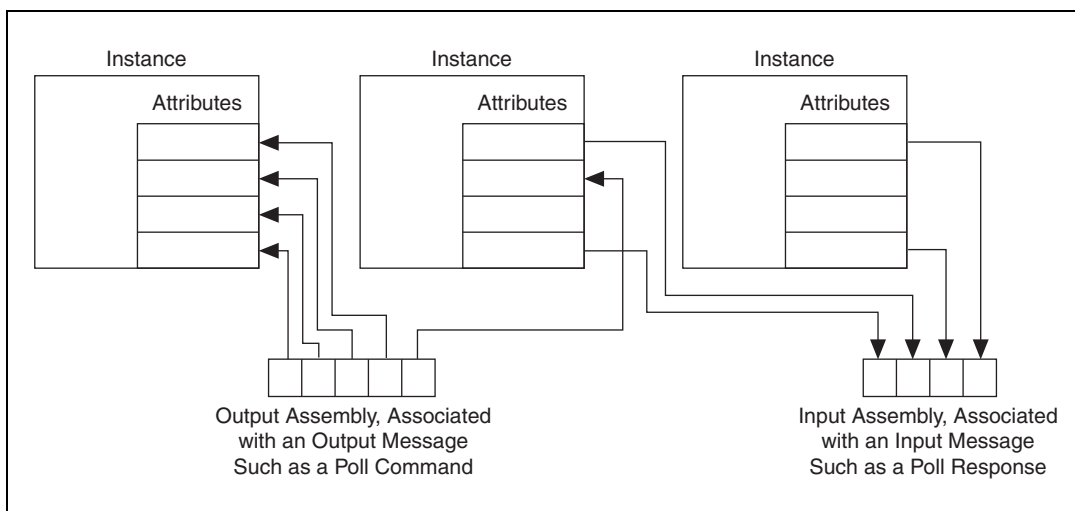 Instance
Attributes
Instance
Attributes
Instance
Attributes
Output Assembly, Associated
with an Output Message
Such as a Poll Command
Input Assembly, Associated
with an Input Message
Such as a Poll Response